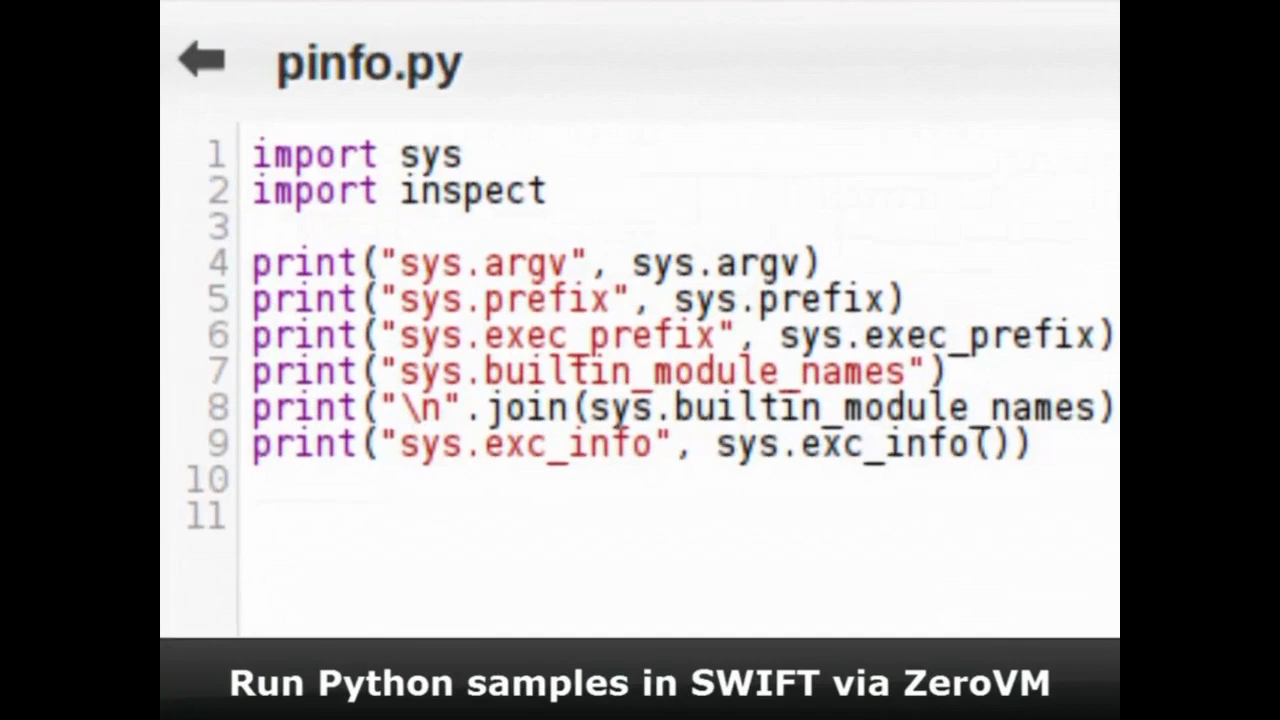 pinfo.py
1 import sys
2 import inspect
3
4 print("sys.argv", sys.argv)
5 print("sys.prefix", sys.prefix)
6 print("sys.exec_prefix", sys.exec_prefix)
7 print("sys.builtin_module_names")
8 print("\n".join(sys.builtin_module_names)
9 print("sys.exc_info", sys.exc_info())
10
11
Run Python samples in SWIFT via ZeroVM